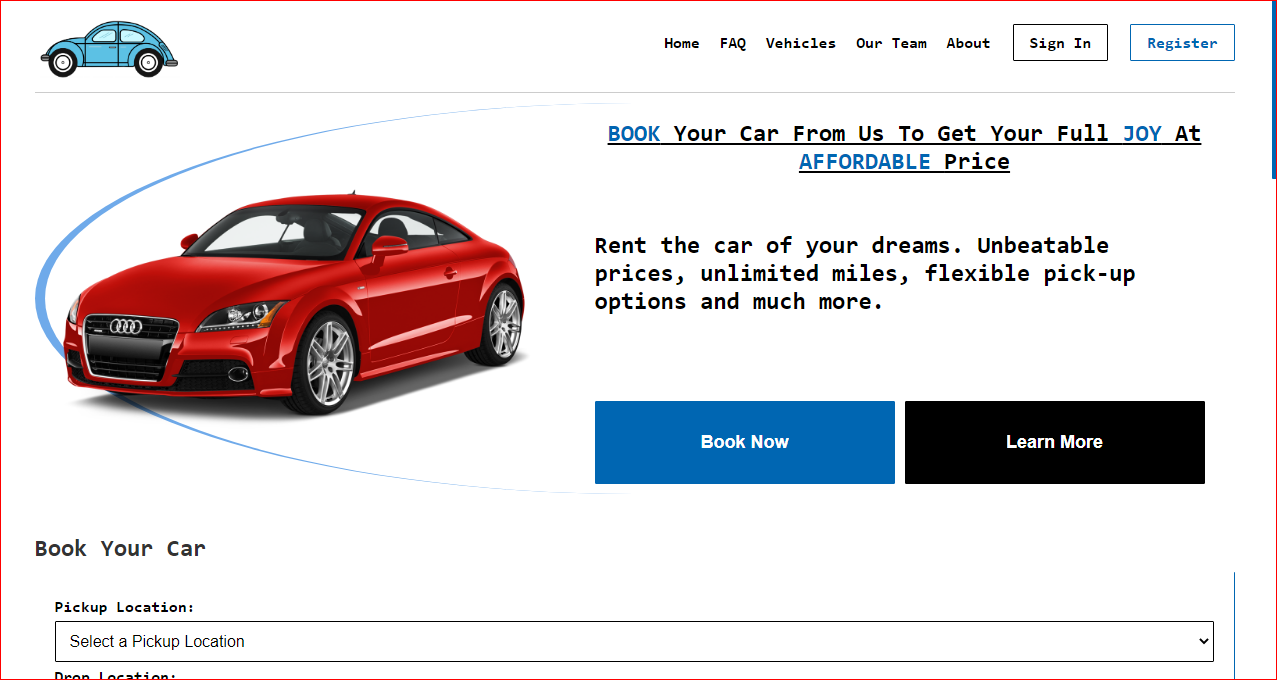 Home FAQ Vehicles Our Team About Sign In Register
BOOK Your Car From Us To Get Your Full JOY At
AFFORDABLE Price
Rent the car of your dreams. Unbeatable
prices, unlimited miles, flexible pick-up
options and much more.
Book Now Learn More
Book Your Car
Pickup Location:
Select a Pickup Location
Drop Location: